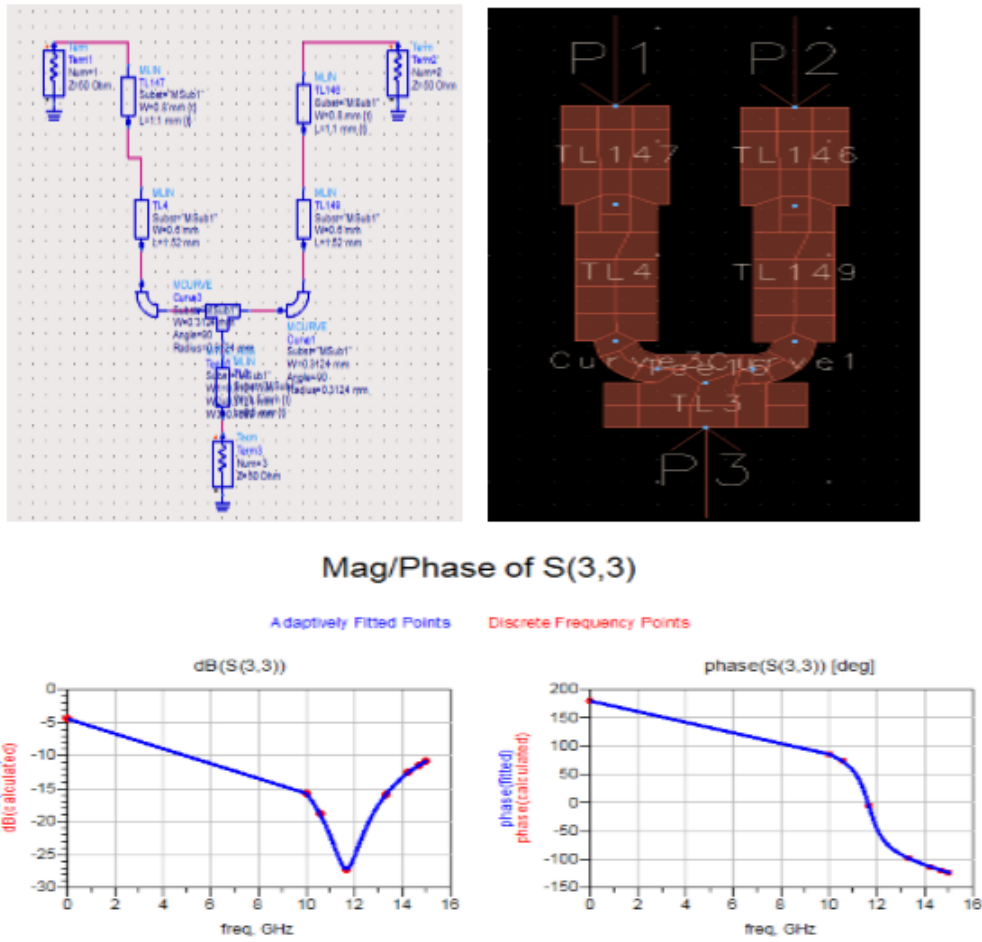 Term
Term1
Num=1
Z=50 Ohm
MLIN
TL147
Subst="MSub1"
W=0.8 mm {t}
L=1.1 mm {t}
MLIN
TL146
Subst="MSub1"
W=0.8 mm {t}
L=1.1 mm {t}
Term
Term2
Num=2
Z=50 Ohm
MLIN
TL4
Subst="MSub1"
W=0.6 mm
L=1.52 mm
MLIN
TL149
Subst="MSub1"
W=0.6 mm
L=1.52 mm
MCURVE
Curve3
Angle=90
MCURVE
Curve1
Subst="MSub1"
W=0.3124 mm
Angle=90
Radius=0.3124 mm
Term
Term3
Num=3
Z=50 Ohm
P1 P2
TL147 TL146
TL4 TL149
Curve3 Curve1
TL3
P3
Mag/Phase of S(3,3)
Adaptively Fitted Points Discrete Frequency Points
dB(S(3,3))
dB(calculated)
0
-5
-10
-15
-20
-25
-30
0 2 4 6 8 10 12 14 16
freq, GHz
phase(S(3,3)) [deg]
phase(fitted)
phase(calculated)
200
150
100
50
0
-50
-100
-150
0 2 4 6 8 10 12 14 16
freq, GHz